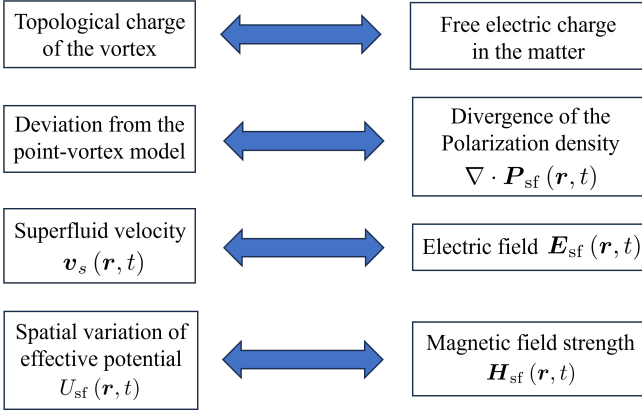 Topological charge
of the vortex
Free electric charge
in the matter
Deviation from the
point-vortex model
Divergence of the
Polarization density
∇ · 𝑷_sf (𝒓, 𝑡)
Superfluid velocity
𝒗_s (𝒓, 𝑡)
Electric field 𝑬_sf (𝒓, 𝑡)
Spatial variation of
effective potential
𝑈_sf (𝒓, 𝑡)
Magnetic field strength
𝑯_sf (𝒓, 𝑡)